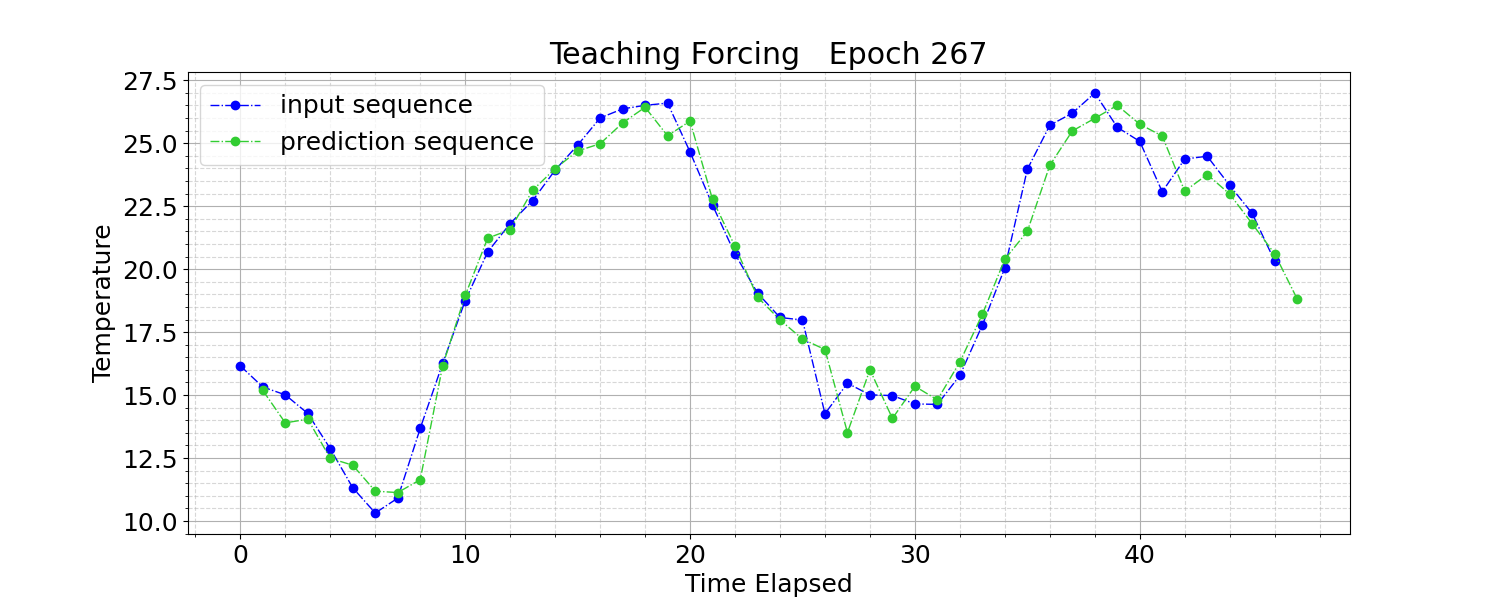 Teaching Forcing   Epoch 267
27.5
25.0
22.5
20.0
17.5
15.0
12.5
10.0
Temperature
input sequence
prediction sequence
0 10 20 30 40
Time Elapsed